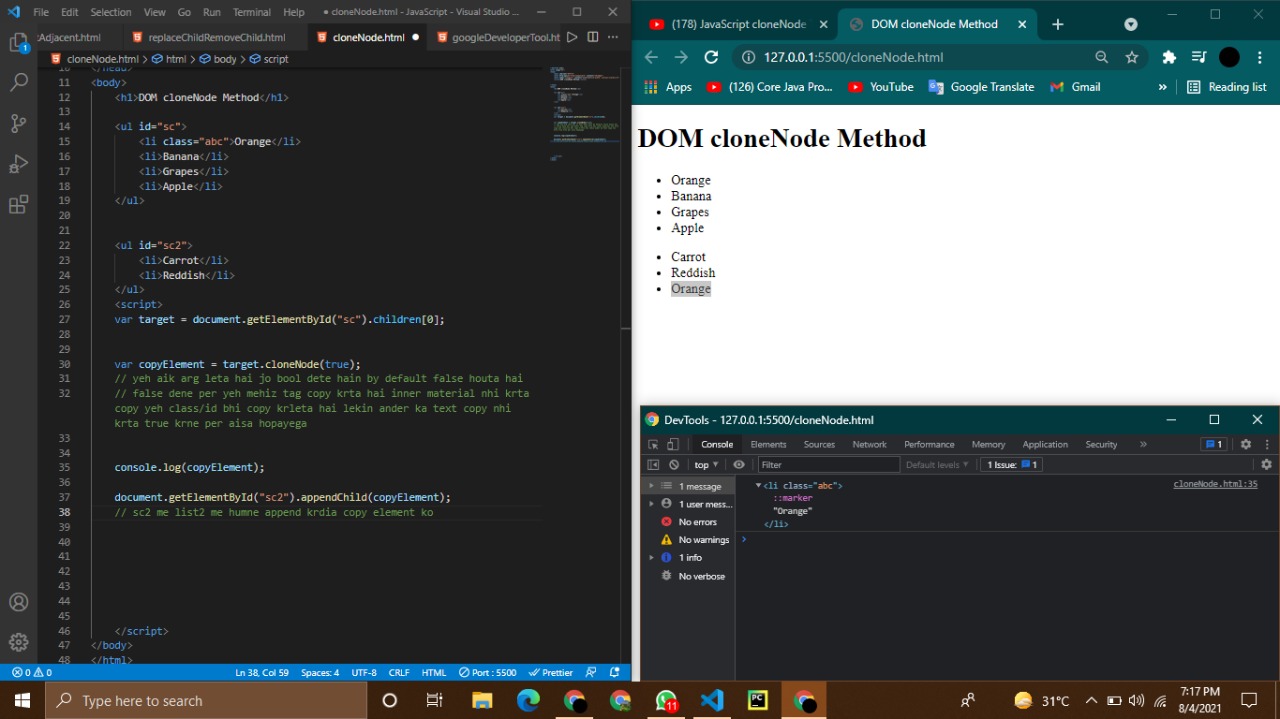 File Edit Selection View Go Run Terminal Help ● cloneNode.html - JavaScript - Visual Studio ...
Adjacent.html replaceChildRemoveChild.html cloneNode.html ● googleDeveloperTool.ht
cloneNode.html > html > body > script
10 </head>
11 <body>
12 <h1>DOM cloneNode Method</h1>
13
14 <ul id="sc">
15 <li class="abc">Orange</li>
16 <li>Banana</li>
17 <li>Grapes</li>
18 <li>Apple</li>
19 </ul>
20
21
22 <ul id="sc2">
23 <li>Carrot</li>
24 <li>Reddish</li>
25 </ul>
26 <script>
27 var target = document.getElementById("sc").children[0];
28
29
30 var copyElement = target.cloneNode(true);
31 // yeh aik arg leta hai jo bool dete hain by default false houta hai
32 // false dene per yeh mehiz tag copy krta hai inner material nhi krta
copy yeh class/id bhi copy krleta hai lekin ander ka text copy nhi
krta true krne per aisa hopayega
33
34
35 console.log(copyElement);
36
37 document.getElementById("sc2").appendChild(copyElement);
38 // sc2 me list2 me humne append krdia copy element ko
39
40
41
42
43
44
45
46 </script>
47 </body>
48 </html>
1
0 0 Ln 38, Col 59 Spaces: 4 UTF-8 CRLF HTML Port : 5500 Prettier
(178) JavaScript cloneNode DOM cloneNode Method
127.0.0.1:5500/cloneNode.html
Apps (126) Core Java Pro... YouTube Google Translate Gmail » Reading list
DOM cloneNode Method
• Orange
• Banana
• Grapes
• Apple
• Carrot
• Reddish
• Orange
DevTools - 127.0.0.1:5500/cloneNode.html
Console Elements Sources Network Performance Memory Application Security » 1
top Filter Default levels 1 Issue: 1
1 message
1 user mess...
No errors
No warnings
1 info
No verbose
<li class="abc"> cloneNode.html:35
::marker
"Orange"
</li>
Type here to search 11 PC 31°C 7:17 PM
8/4/2021